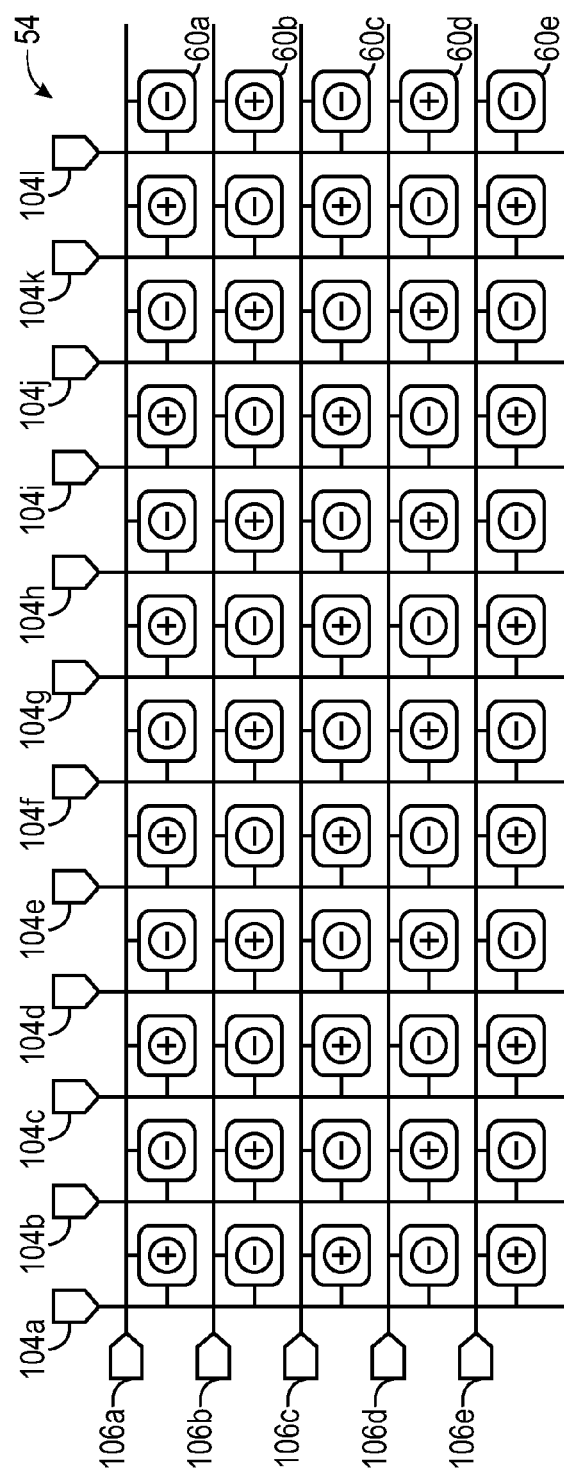 54
104a
104b
104c
104d
104e
104f
104g
104h
104i
104j
104k
104l
106a
+ − + − + − + − + − + −
60a
106b
− + − + − + − + − + − +
60b
106c
+ − + − + − + − + − + −
60c
106d
− + − + − + − + − + − +
60d
106e
+ − + − + − + − + − + −
60e